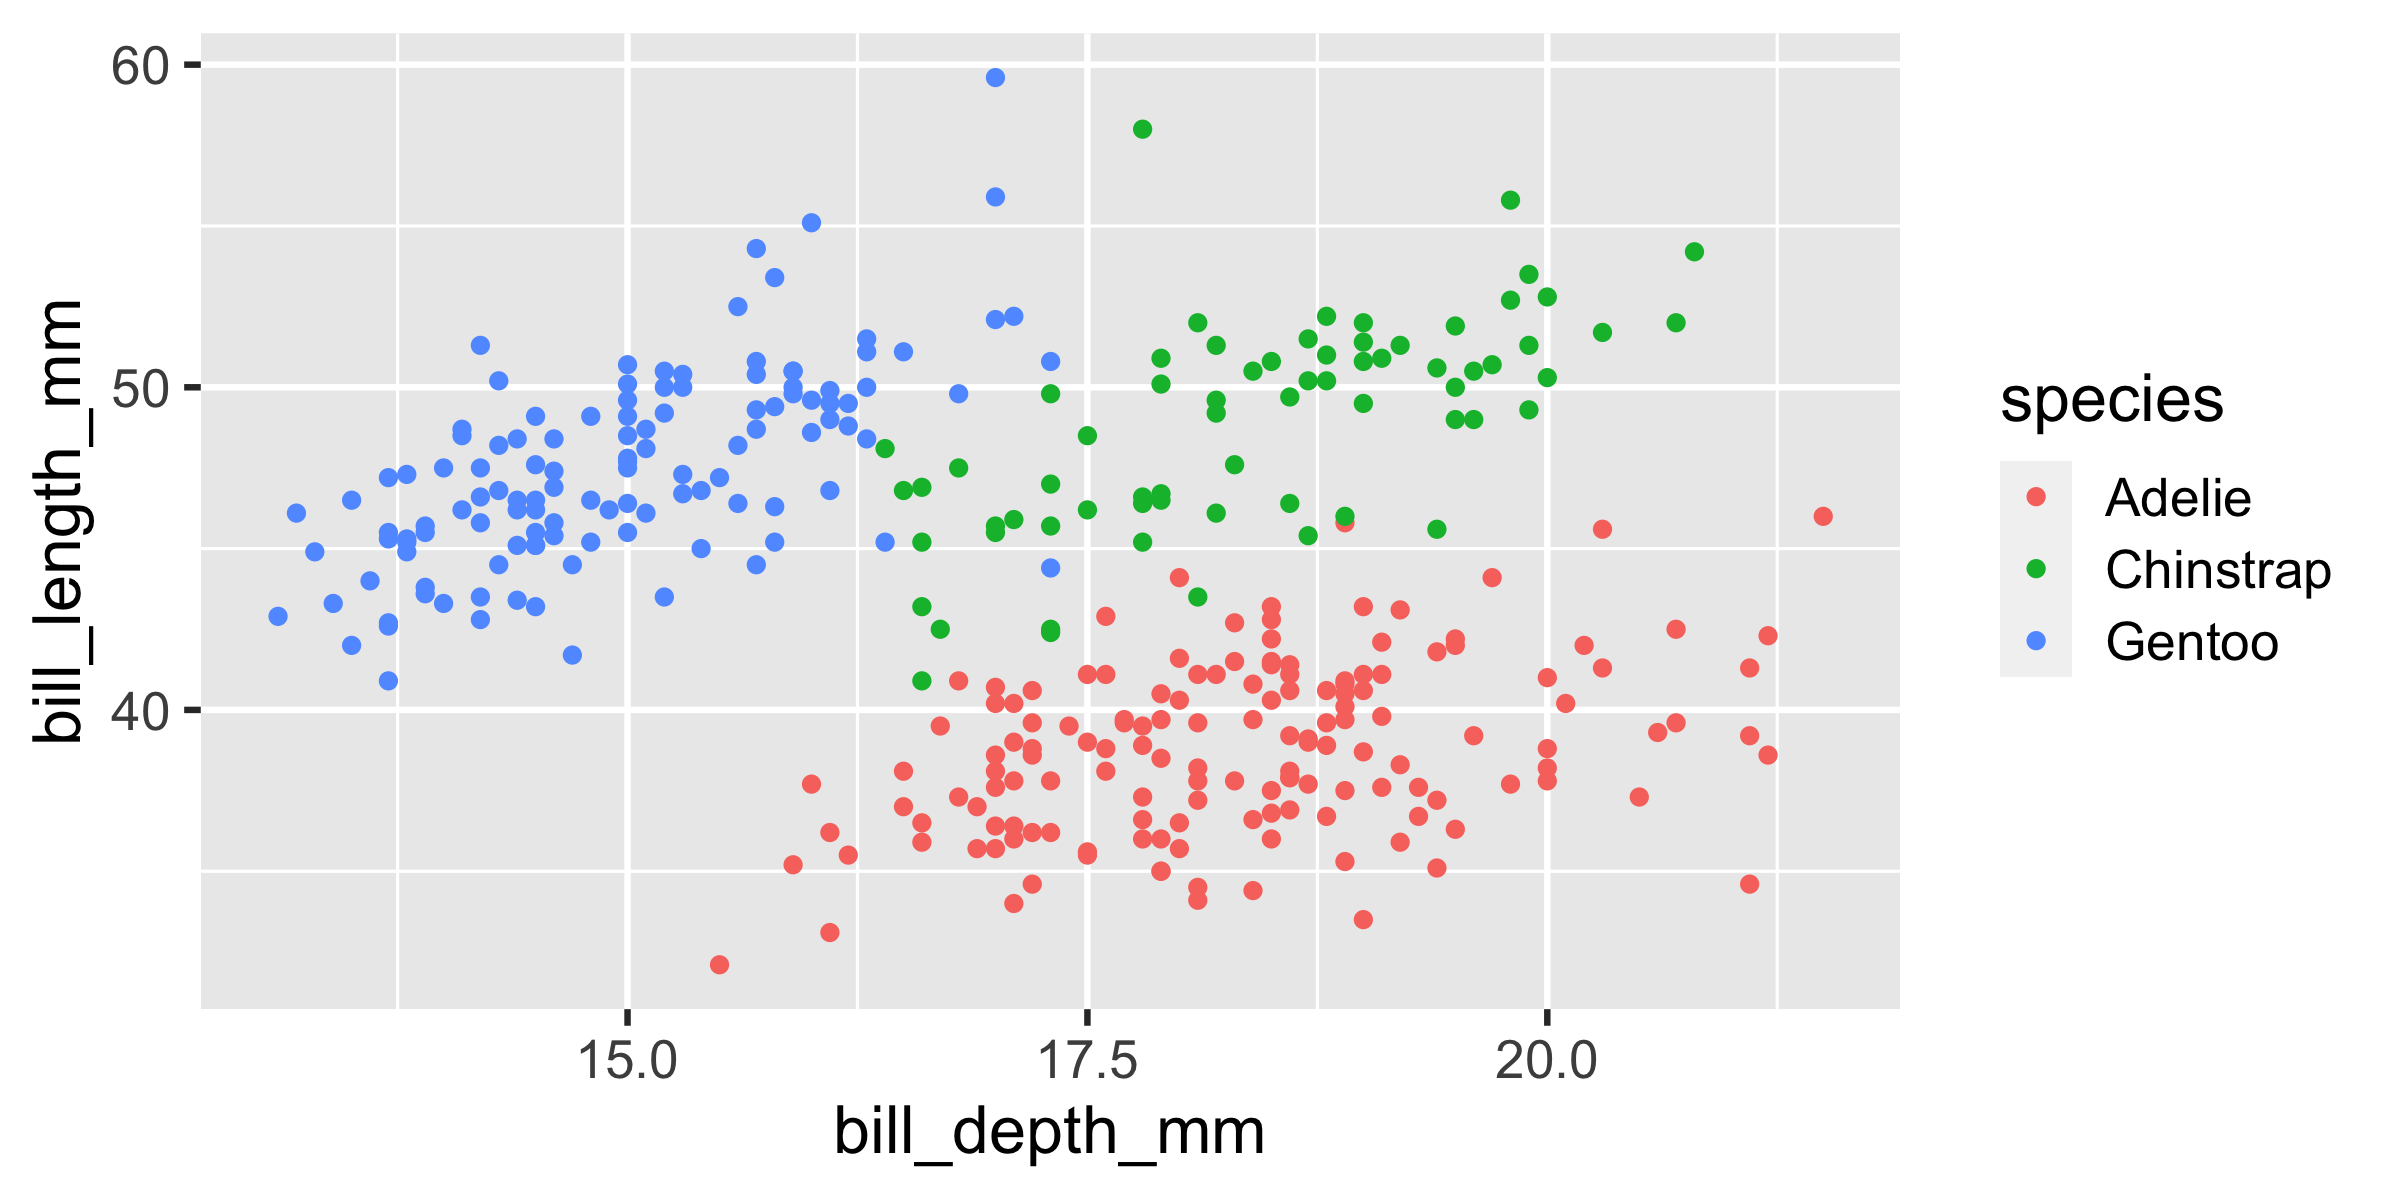 60
50
40
bill_length_mm
15.0 17.5 20.0
bill_depth_mm
species
Adelie
Chinstrap
Gentoo